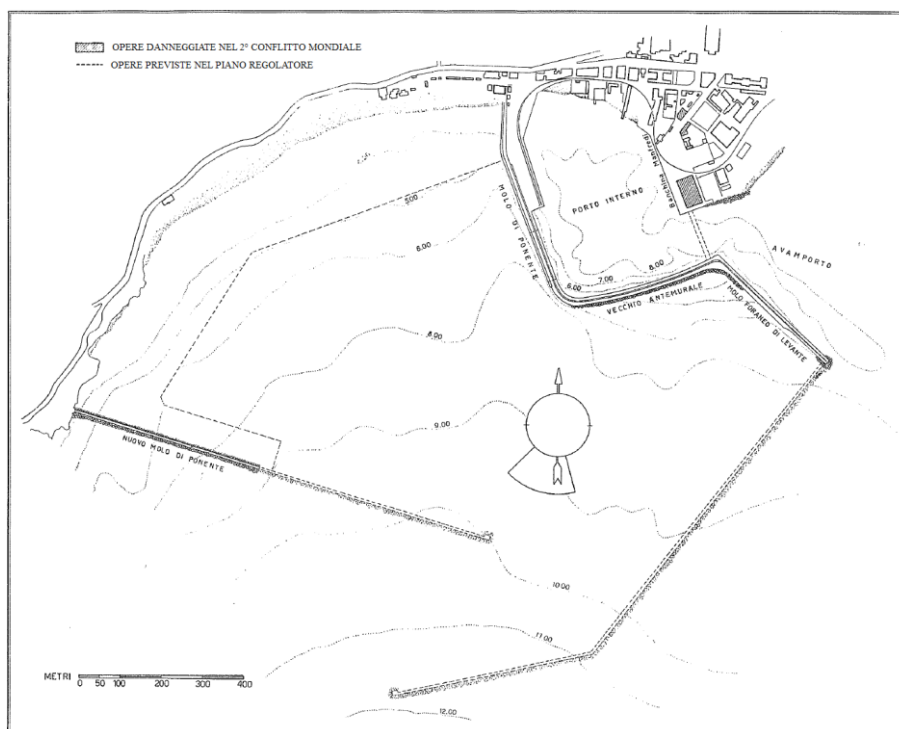 OPERE DANNEGGIATE NEL 2° CONFLITTO MONDIALE
OPERE PREVISTE NEL PIANO REGOLATORE
Banchina Manfredi
PORTO INTERNO
MOLO DI PONENTE
5,00
6.00
6.00
7.00
8.00
AVAMPORTO
VECCHIO ANTEMURALE
MOLO FORANEO DI LEVANTE
8.00
9.00
NUOVO MOLO DI PONENTE
10.00
11.00
12.00
METRI
0 50 100 200 300 400